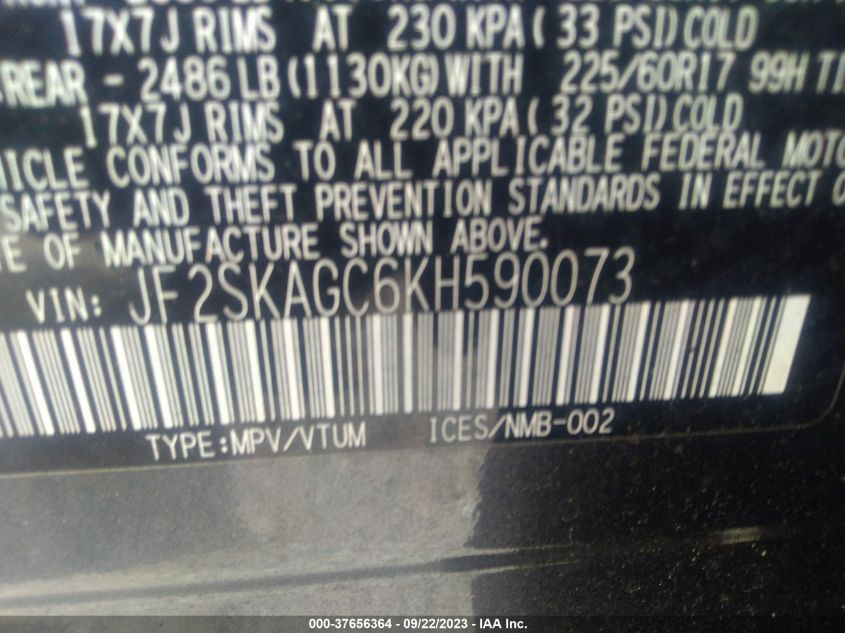 17X7J RIMS AT 230 KPA( 33 PSI)COLD
REAR - 2486 LB(1130KG)WITH 225/60R17 99H
17X7J RIMS AT 220 KPA( 32 PSI)COLD
CONFORMS TO ALL APPLICABLE FEDERAL
SAFETY AND THEFT PREVENTION STANDARDS IN EFFECT
OF MANUFACTURE SHOWN ABOVE.
VIN: JF2SKAGC6KH590073
TYPE:MPV/VTUM ICES/NMB-002
000-37656364 - 09/22/2023 - IAA Inc.